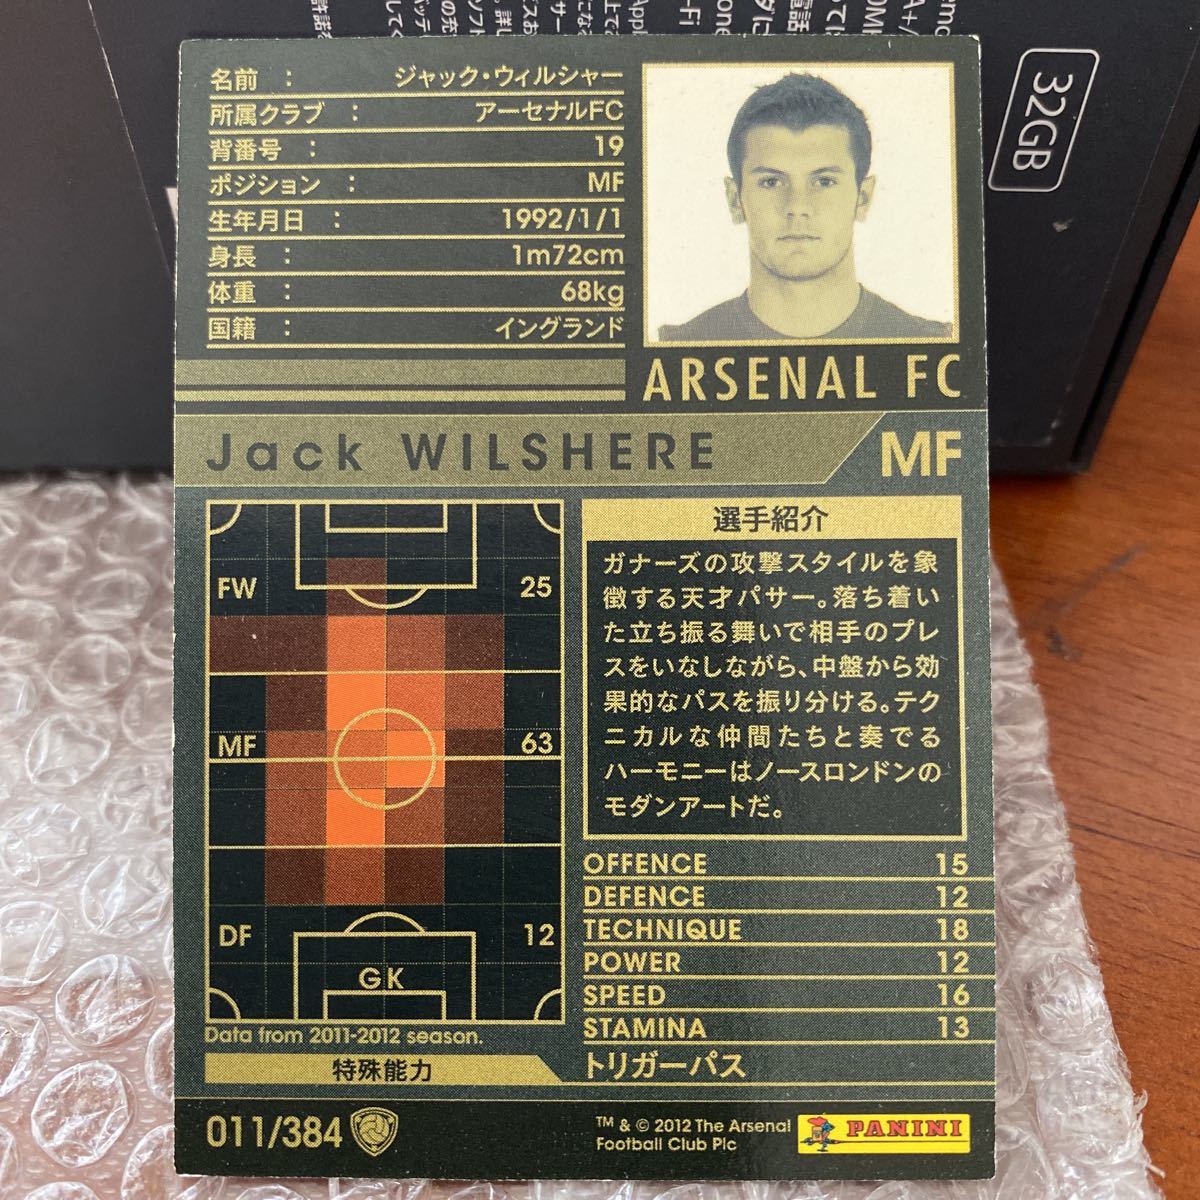 32GB
名前 : ジャック・ウィルシャー
所属クラブ : アーセナルFC
背番号 : 19
ポジション : MF
生年月日 : 1992/1/1
身長 : 1m72cm
体重 : 68kg
国籍 : イングランド
ARSENAL FC
Jack WILSHERE
MF
FW 25
MF 63
DF 12
GK
Data from 2011-2012 season.
選手紹介
ガナーズの攻撃スタイルを象
徴する天才パサー。落ち着い
た立ち振る舞いで相手のプレ
スをいなしながら、中盤から効
果的なパスを振り分ける。テク
ニカルな仲間たちと奏でる
ハーモニーはノースロンドンの
モダンアートだ。
OFFENCE 15
DEFENCE 12
TECHNIQUE 18
POWER 12
SPEED 16
STAMINA 13
特殊能力 トリガーパス
011/384
™ & © 2012 The Arsenal
Football Club Plc
PANINI